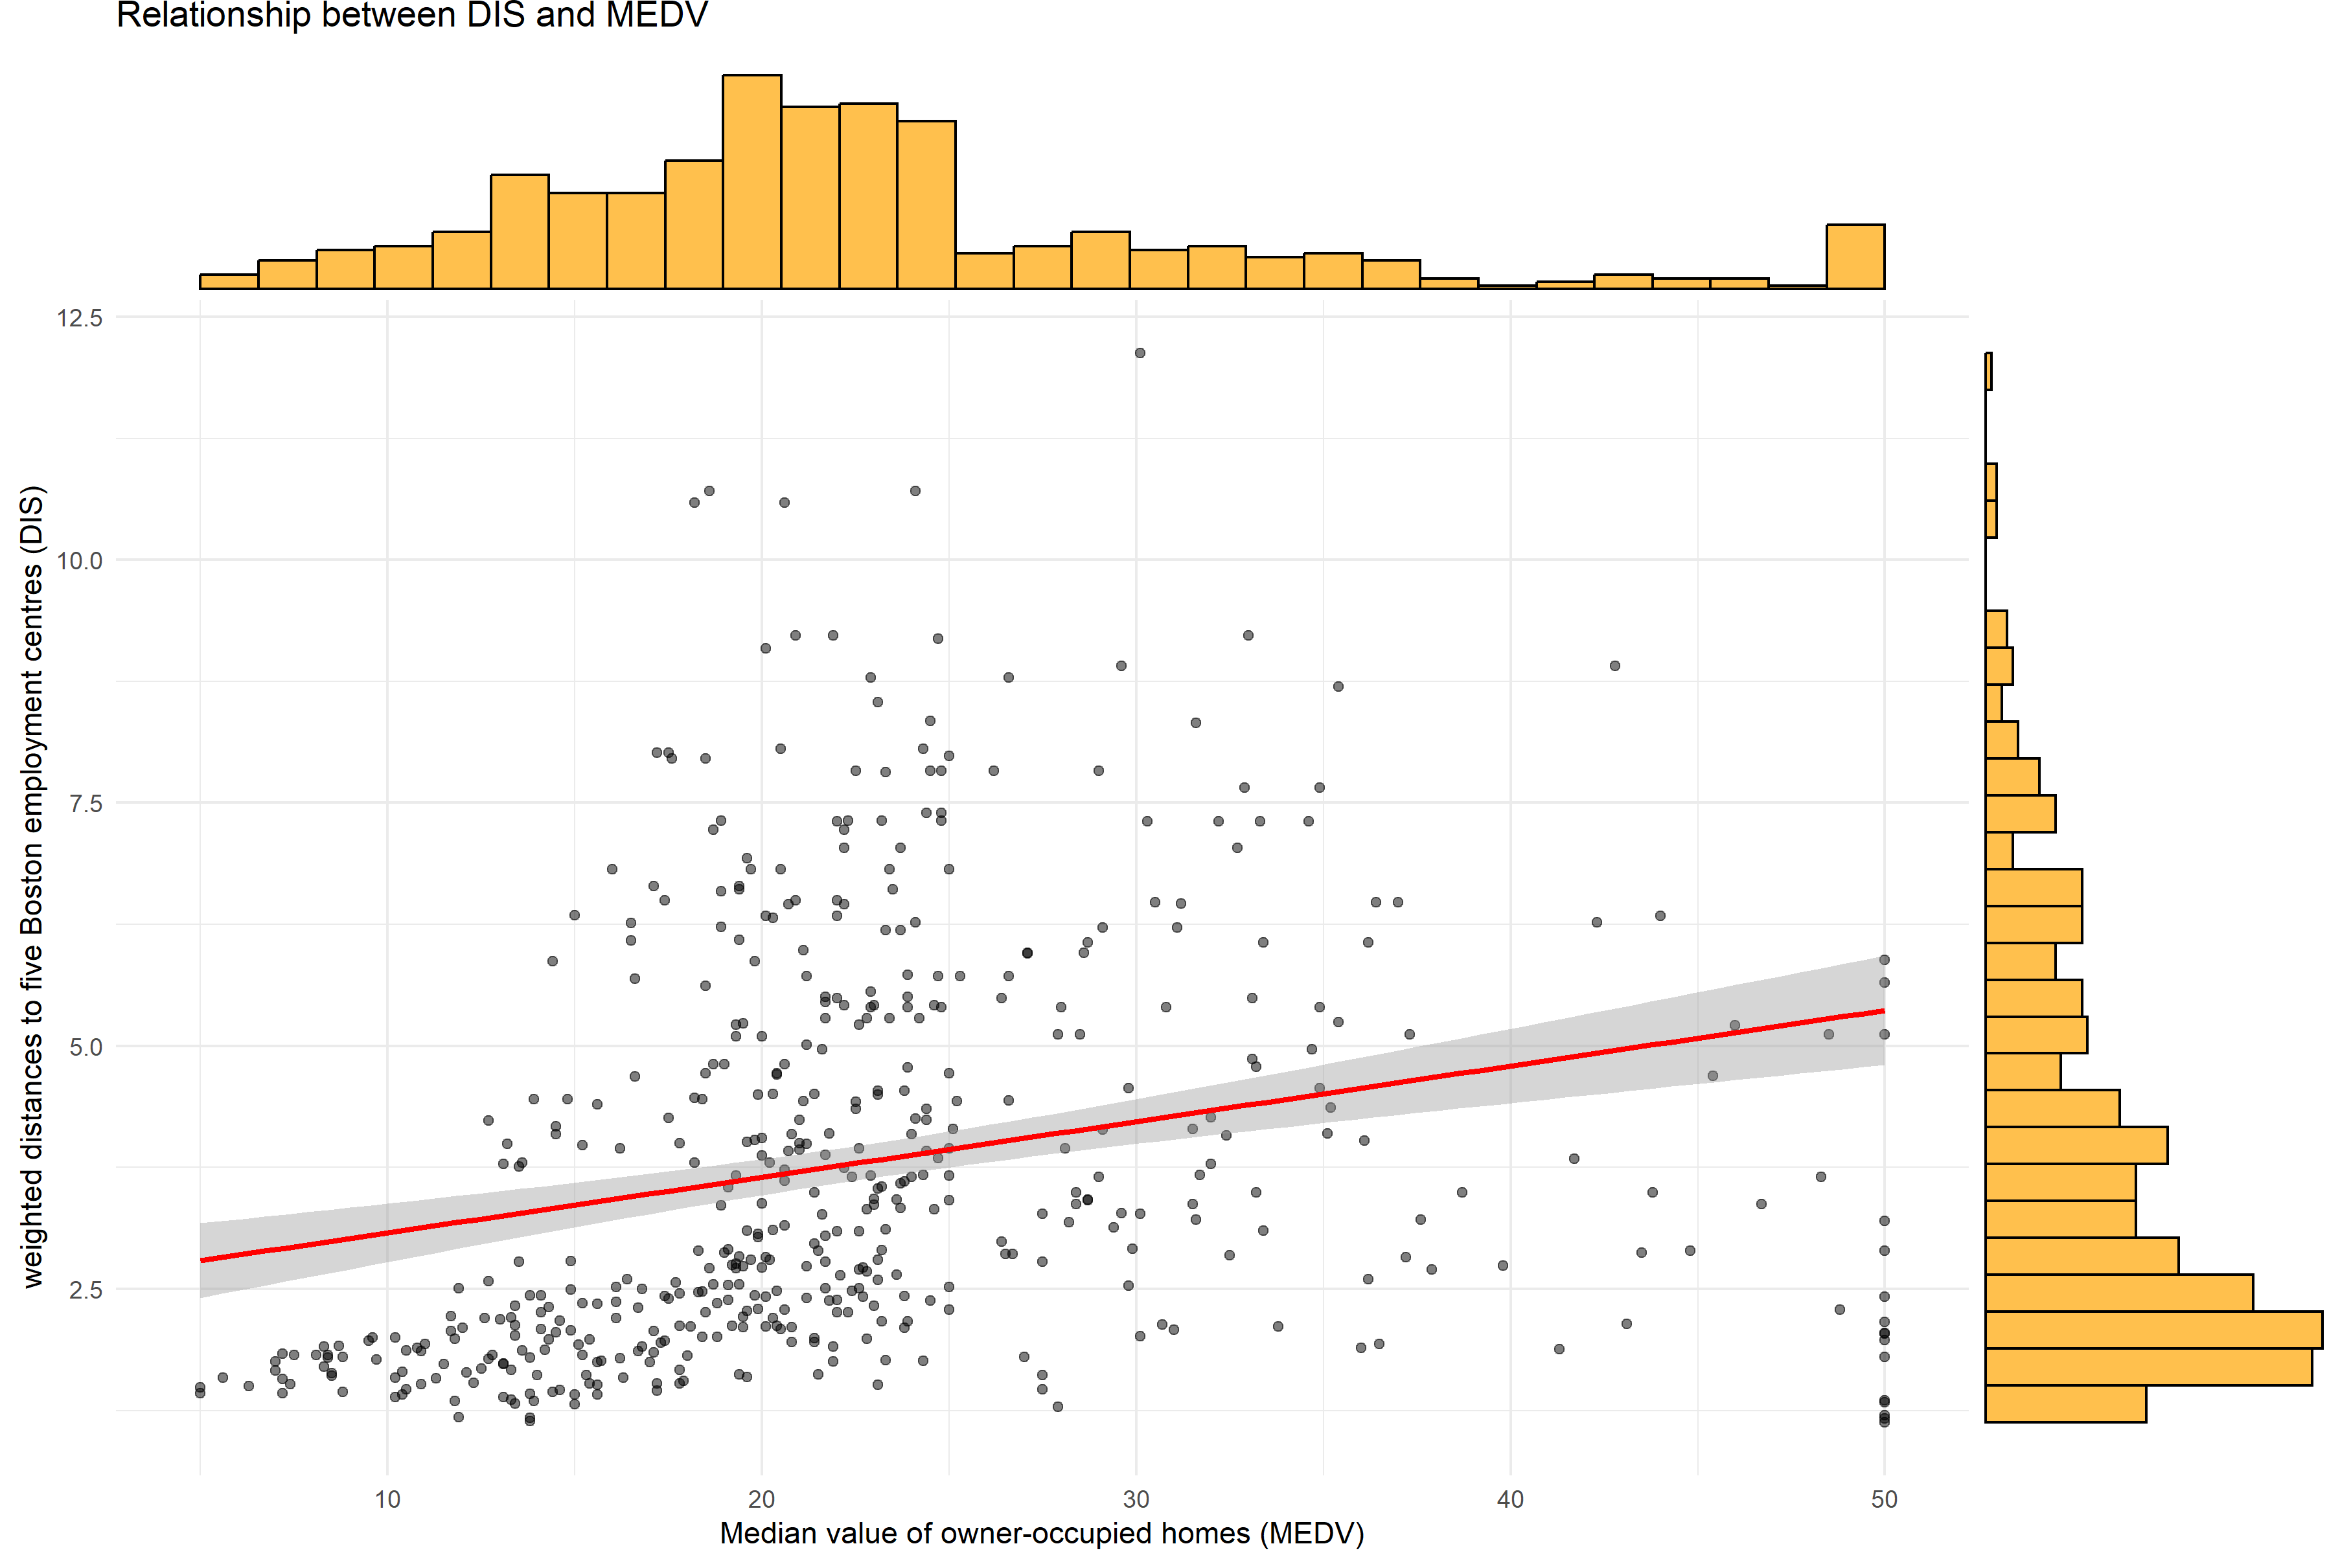 Relationship between DIS and MEDV
12.5
10.0
7.5
5.0
2.5
weighted distances to five Boston employment centres (DIS)
10 20 30 40 50
Median value of owner-occupied homes (MEDV)